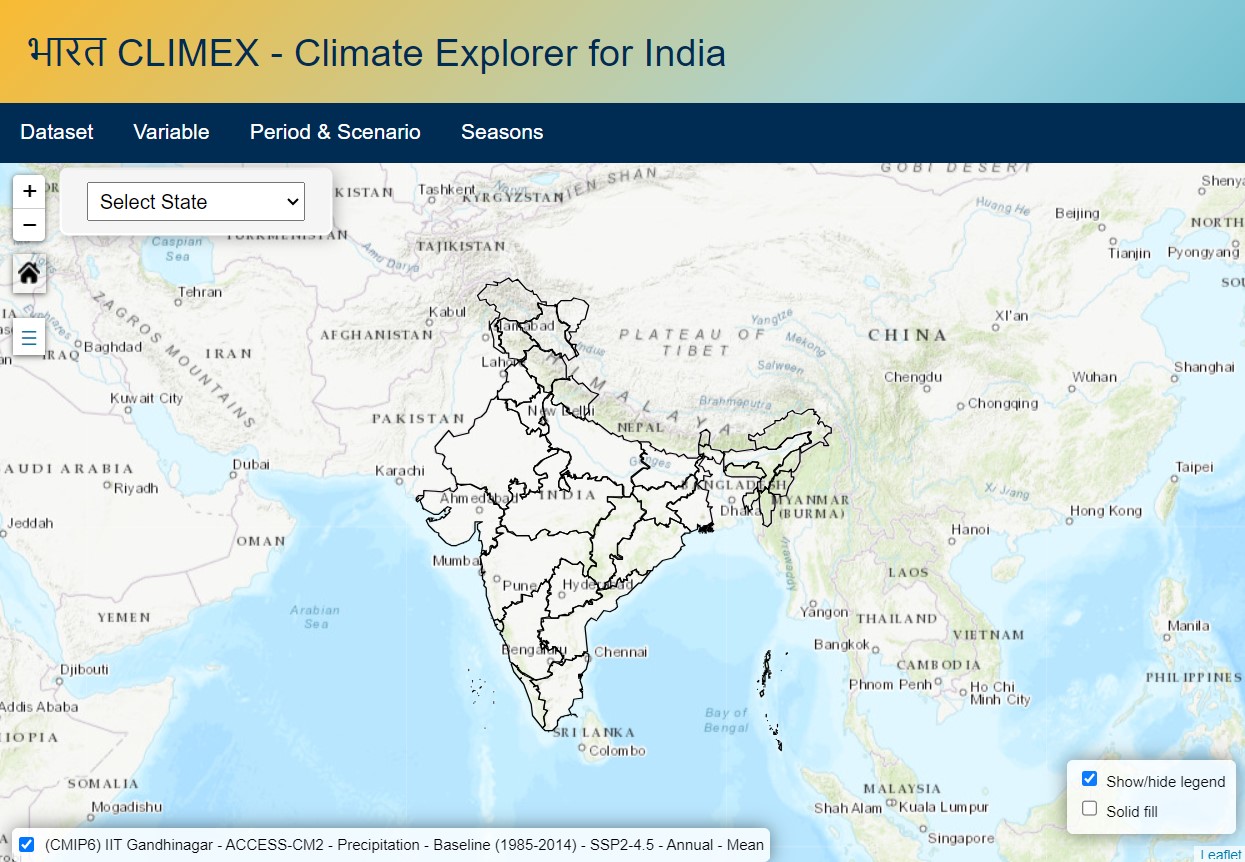 भारत CLIMEX - Climate Explorer for India
Dataset Variable Period & Scenario Seasons
+
Select State
−
KISTAN
Tashkent
Naryn
KYRGYZSTAN
TIEN SHAN
GOBI DESERT
Huang He
Beijing
NORTH
Tianjin
Pyongyang
TURKMENISTAN
Caspian
Sea
Amu Darya
TAJIKISTAN
Tehran
ZAGROS MOUNTAINS
Euphrates
Baghdad
IRAQ
IRAN
Kabul
AFGHANISTAN
Islamabad
Indus
PLATEAU OF
TIBET
Yangtze
Mekong
Salween
CHINA
Xi'an
Shanghai
Kuwait City
PAKISTAN
New Delhi
HIMALAYA
NEPAL
Brahmaputra
Chengdu
Wuhan
Chongqing
AUDI ARABIA
Riyadh
Dubai
Karachi
Ganges
Taipei
Ahmedabad
INDIA
BANGLADESH
Dhaka
MYANMAR
(BURMA)
Xi Jiang
Hong Kong
Jeddah
OMAN
Hanoi
Mumba
Pune
Hyderabad
Irrawaddy
LAOS
YEMEN
Arabian
Sea
Yangon
THAILAND
VIETNAM
Manila
Bengaluru
Chennai
Bangkok
CAMBODIA
Djibouti
Phnom Penh
Ho Chi
Minh City
PHILIPPINES
Addis Ababa
IOPIA
Bay of
Bengal
SRI LANKA
Colombo
SOMALIA
Mogadishu
MALAYSIA
Shah Alam
Kuala Lumpur
Singapore
Show/hide legend
Solid fill
(CMIP6) IIT Gandhinagar - ACCESS-CM2 - Precipitation - Baseline (1985-2014) - SSP2-4.5 - Annual - Mean
Leaflet